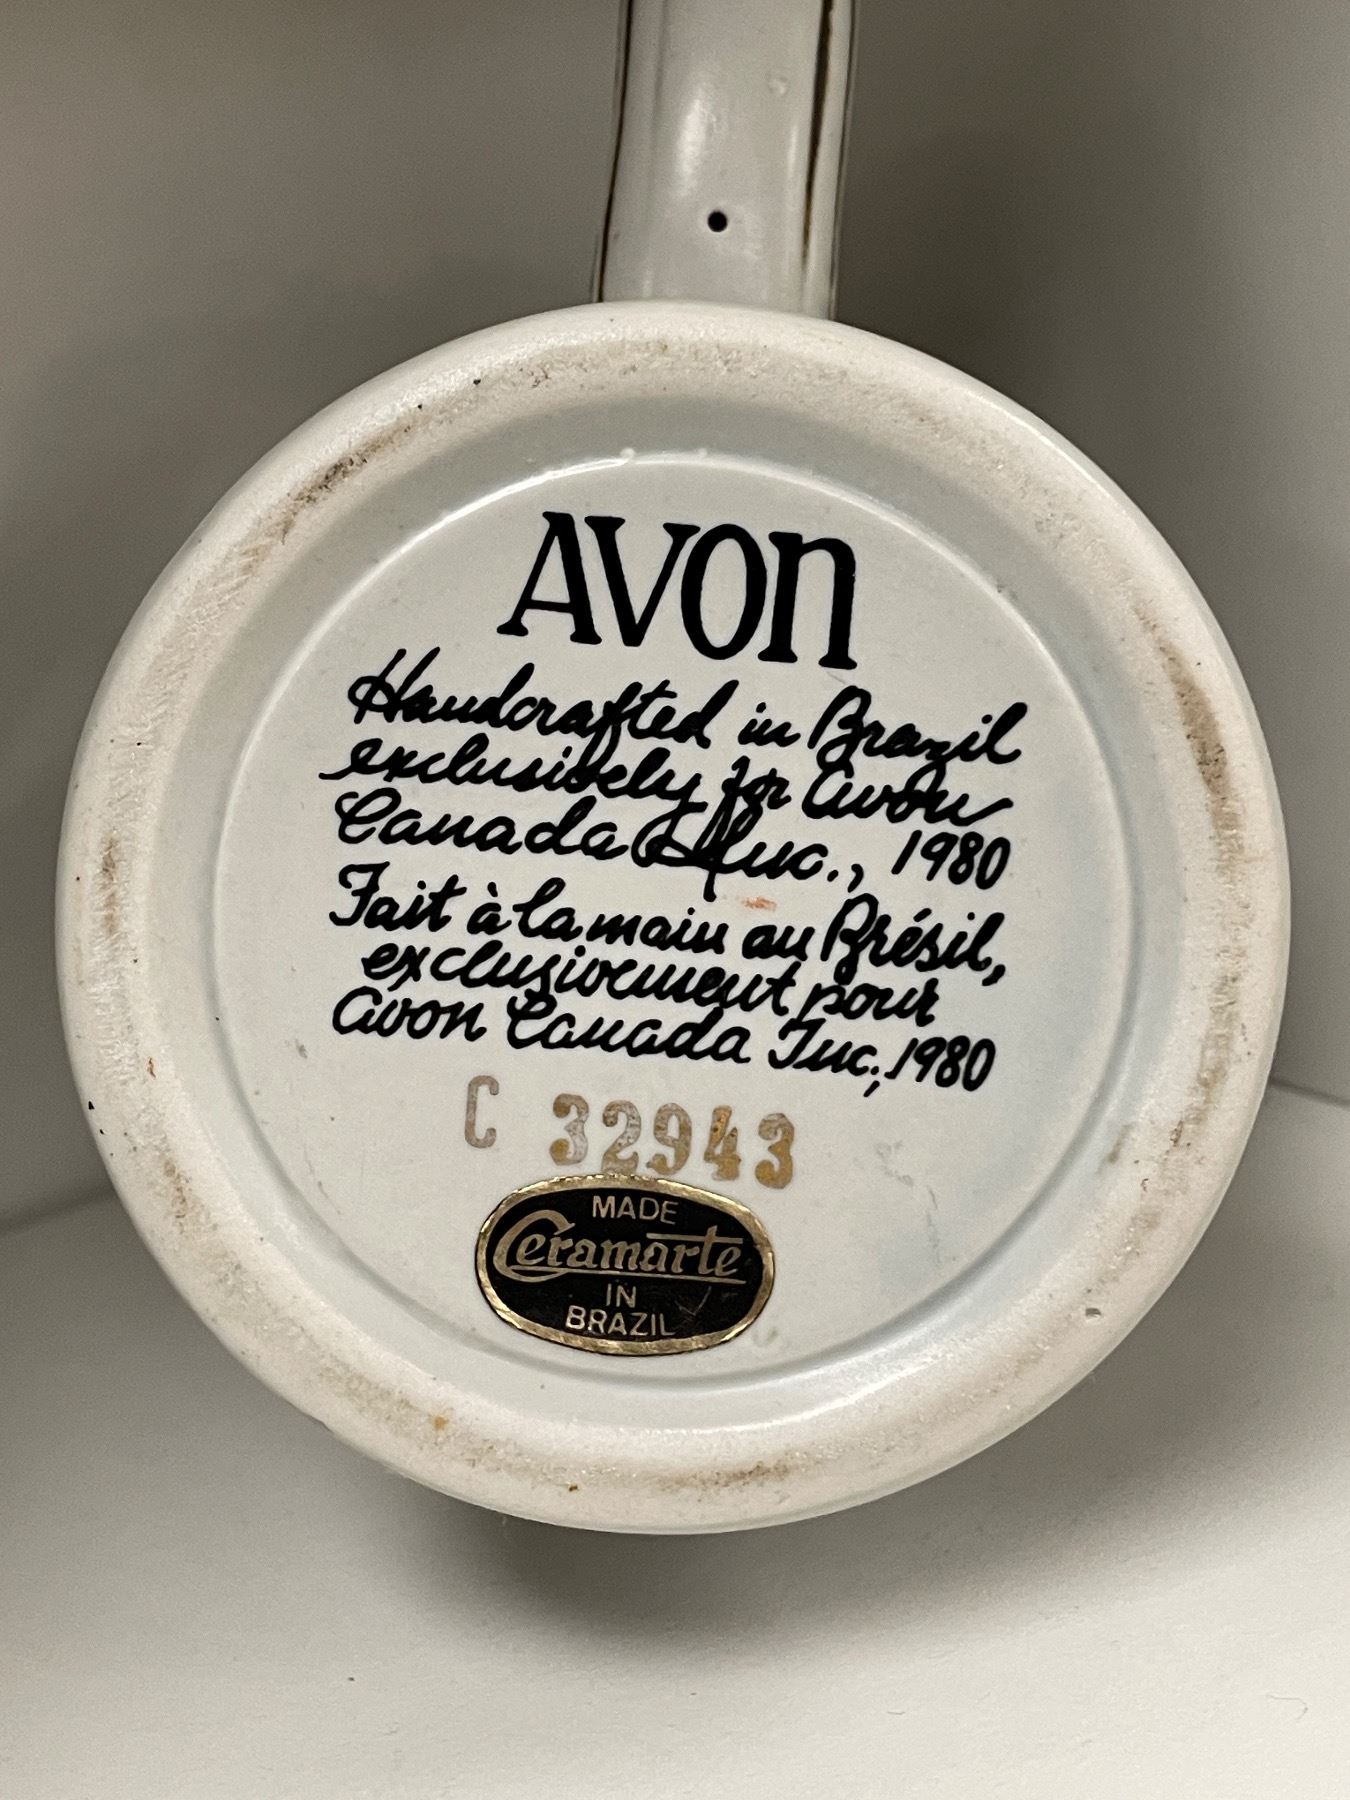 AVON
Handcrafted in Brazil
exclusively for Avon
Canada Inc., 1980
Fait à la main au Brésil,
exclusivement pour
Avon Canada Inc., 1980
C 32943
MADE
Ceramarte
IN
BRAZIL